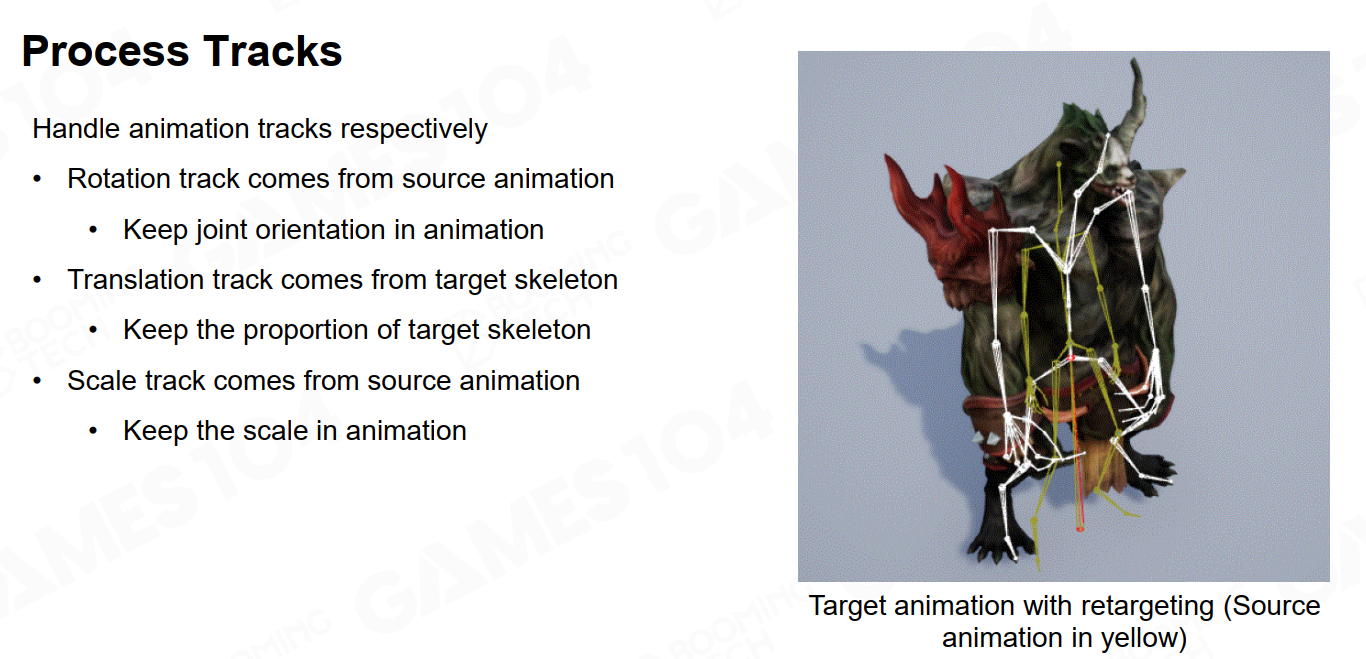 Process Tracks
Handle animation tracks respectively
• Rotation track comes from source animation
• Keep joint orientation in animation
• Translation track comes from target skeleton
• Keep the proportion of target skeleton
• Scale track comes from source animation
• Keep the scale in animation
Target animation with retargeting (Source
animation in yellow)
GAMES104
BOOMING
TECH